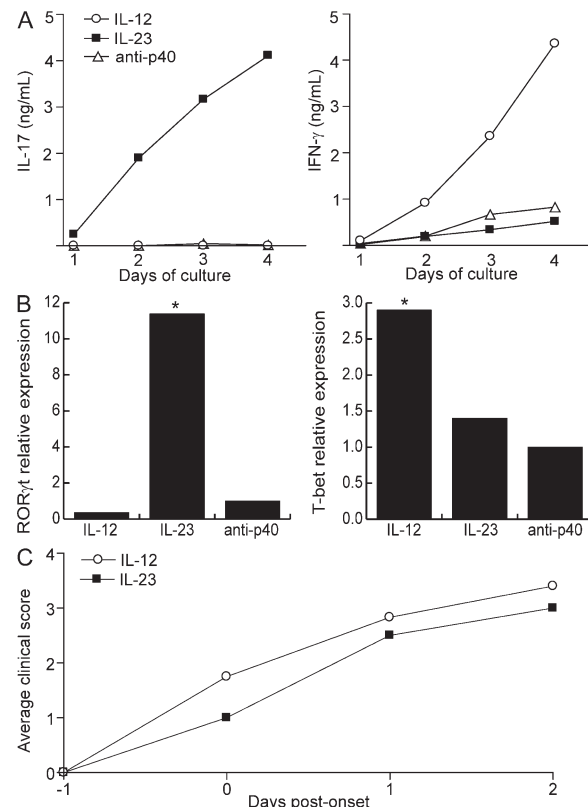 A
IL-12
IL-23
anti-p40
IL-17 (ng/mL)
5
4
3
2
1
1 2 3 4
Days of culture
IFN-γ (ng/mL)
5
4
3
2
1
1 2 3 4
Days of culture
B
RORγt relative expression
12
10
8
6
4
2
0
*
IL-12 IL-23 anti-p40
T-bet relative expression
3.0
2.5
2.0
1.5
1.0
0.5
0.0
*
IL-12 IL-23 anti-p40
C
IL-12
IL-23
Average clinical score
4
3
2
1
0
-1 0 1 2
Days post-onset